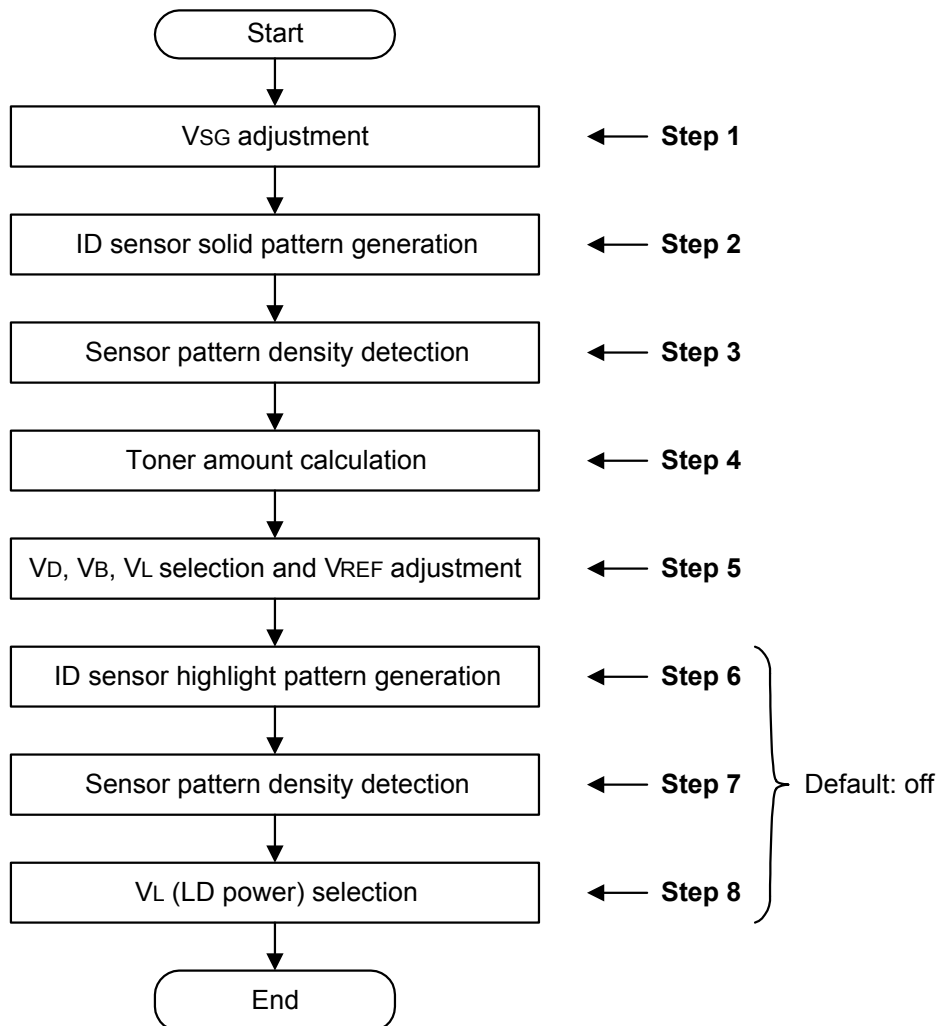 Start
VSG adjustment ← Step 1
ID sensor solid pattern generation ← Step 2
Sensor pattern density detection ← Step 3
Toner amount calculation ← Step 4
VD, VB, VL selection and VREF adjustment ← Step 5
ID sensor highlight pattern generation ← Step 6
Sensor pattern density detection ← Step 7
Default: off
VL (LD power) selection ← Step 8
End